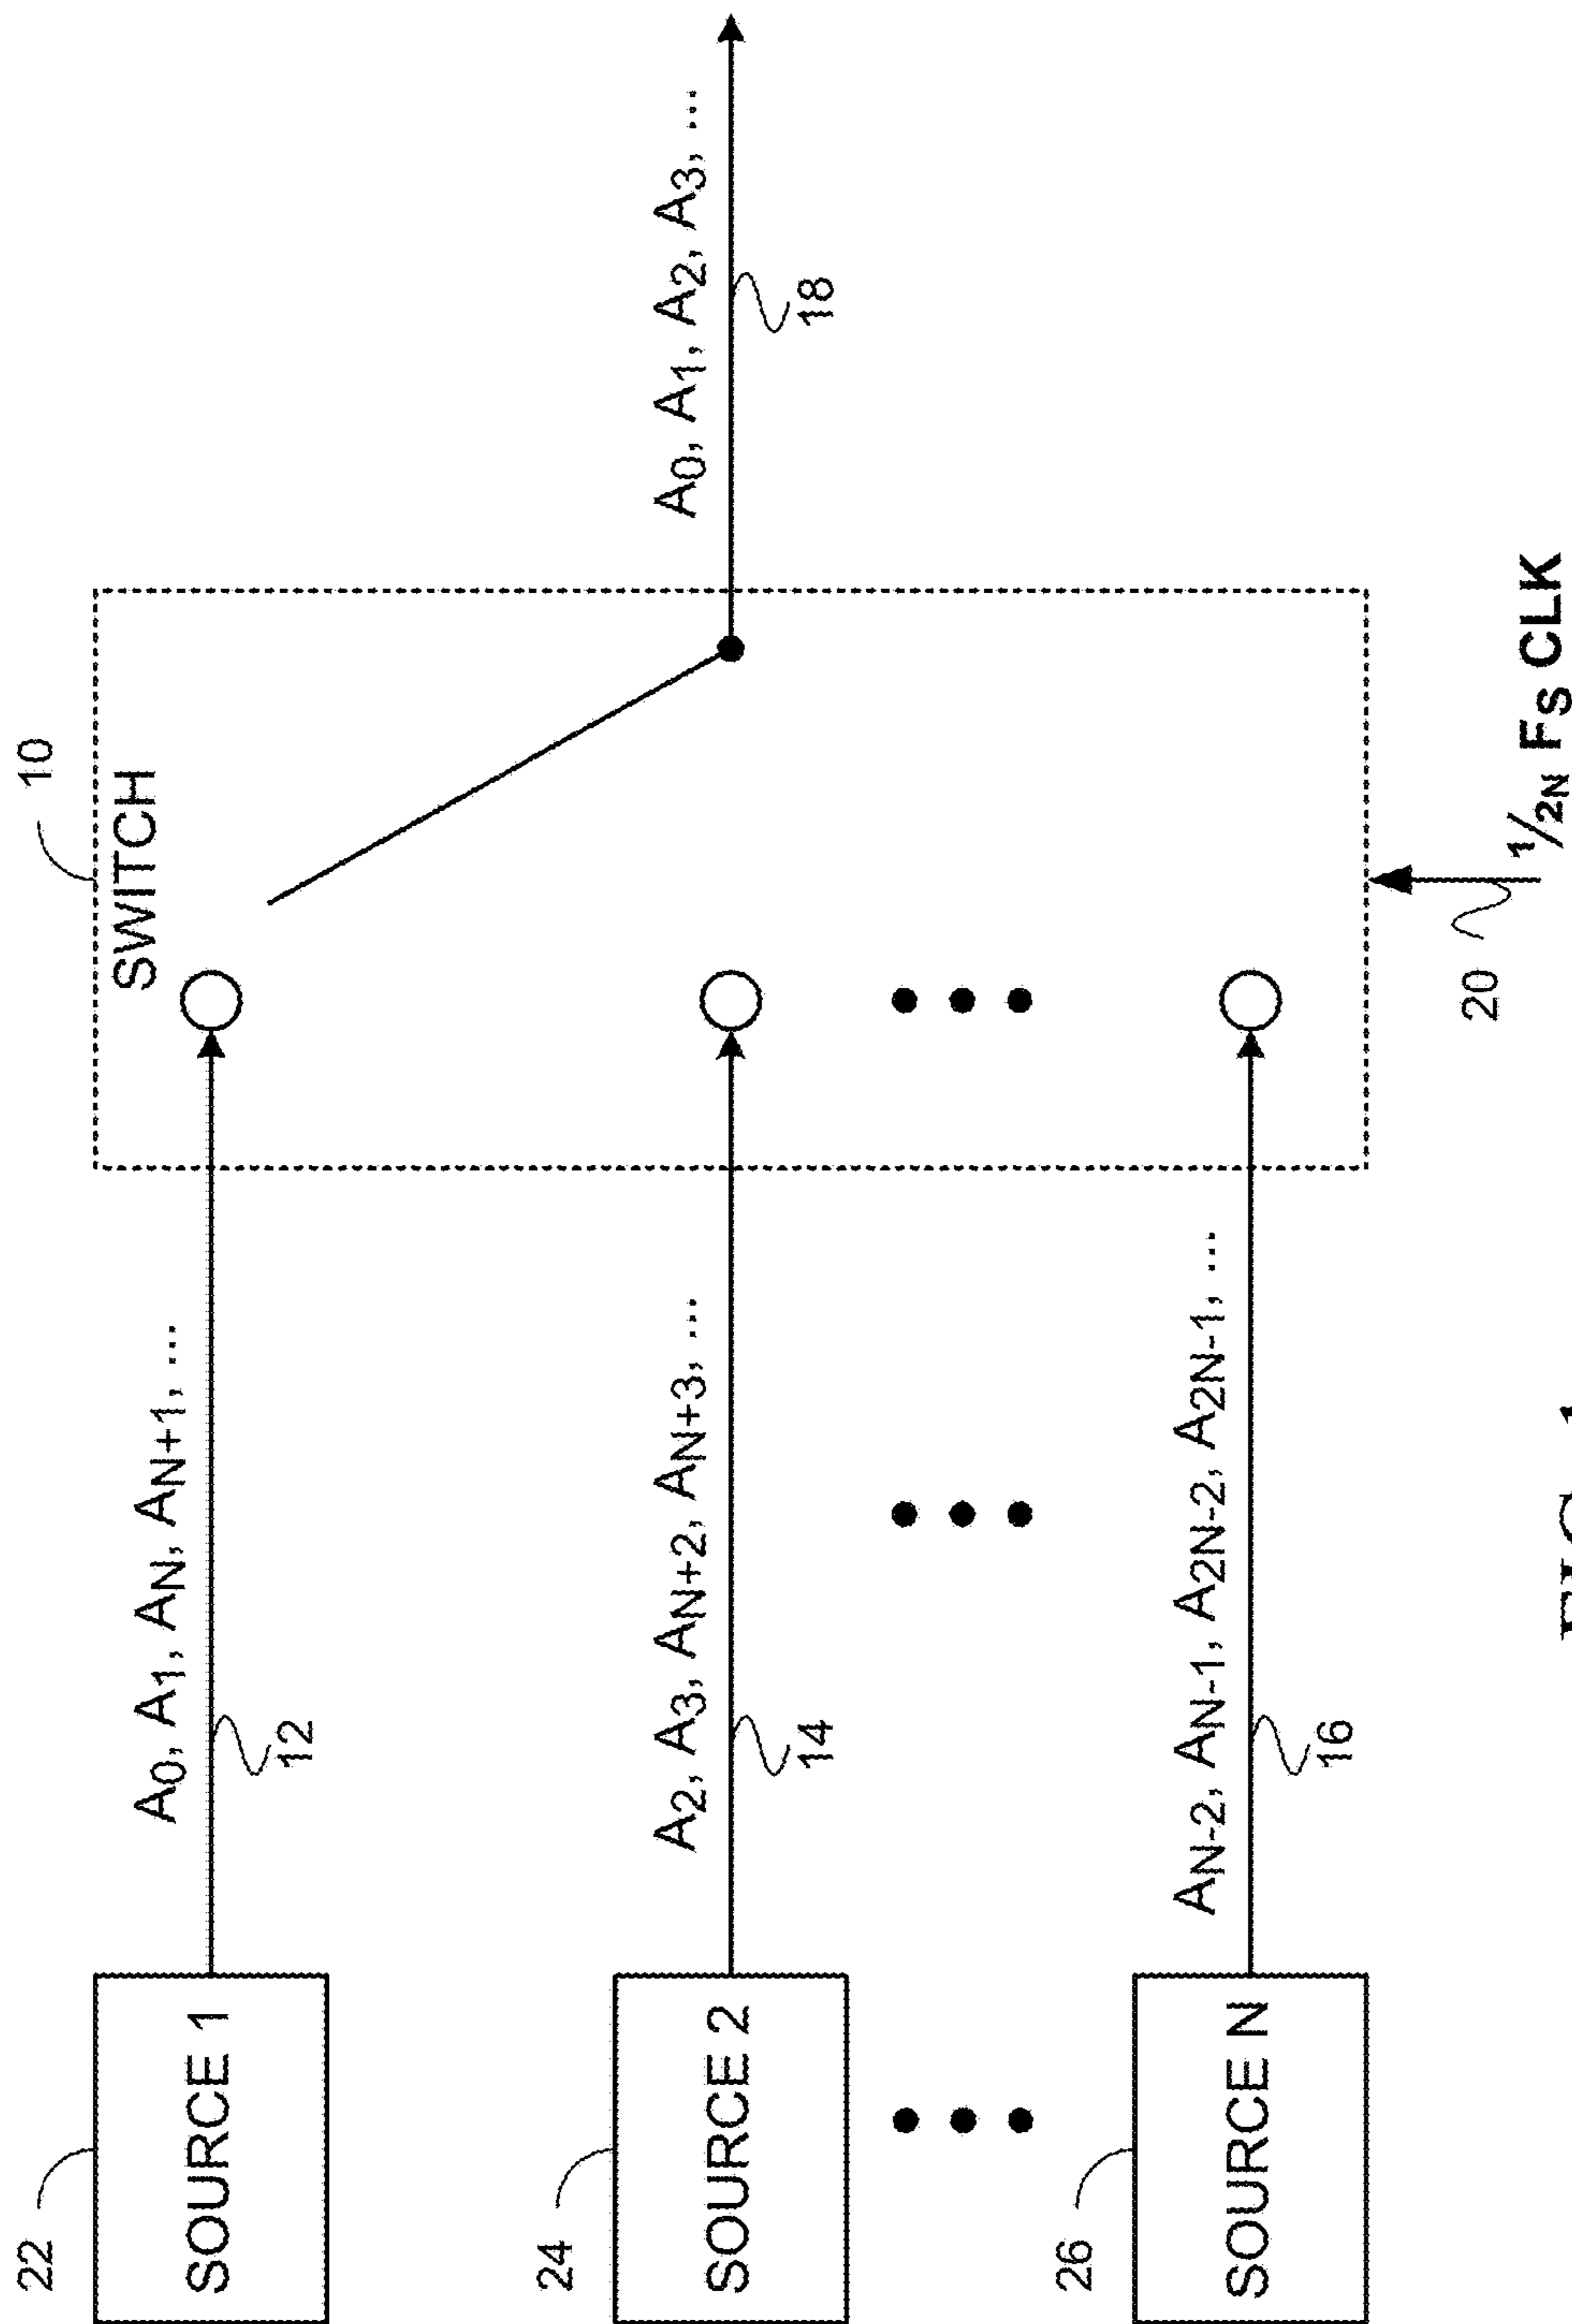 10
SWITCH
22
SOURCE 1
A0, A1, AN, AN+1, ...
12
24
SOURCE 2
A2, A3, AN+2, AN+3, ...
14
A0, A1, A2, A3, ...
18
26
SOURCE N
AN-2, AN-1, A2N-2, A2N-1, ...
16
20
1/2N FS CLK